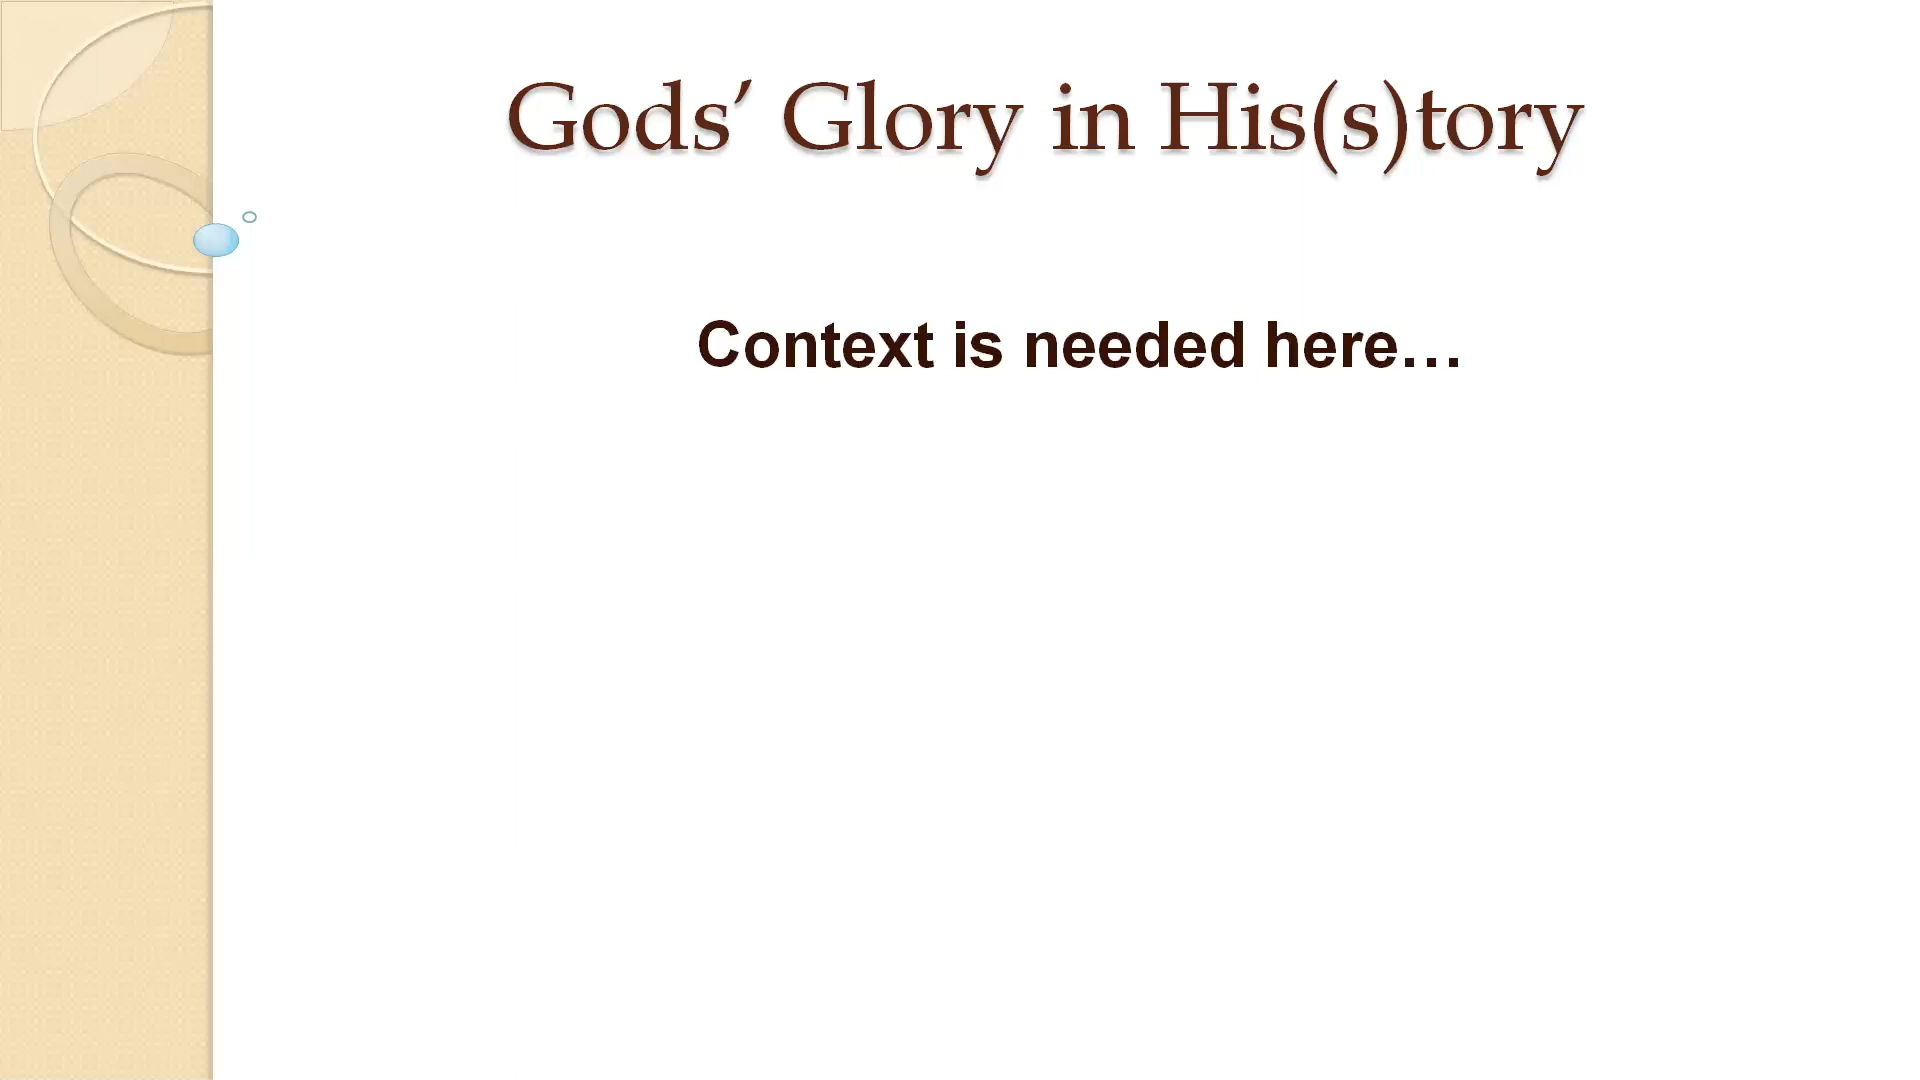 Gods’ Glory in His(s)tory
Context is needed here…